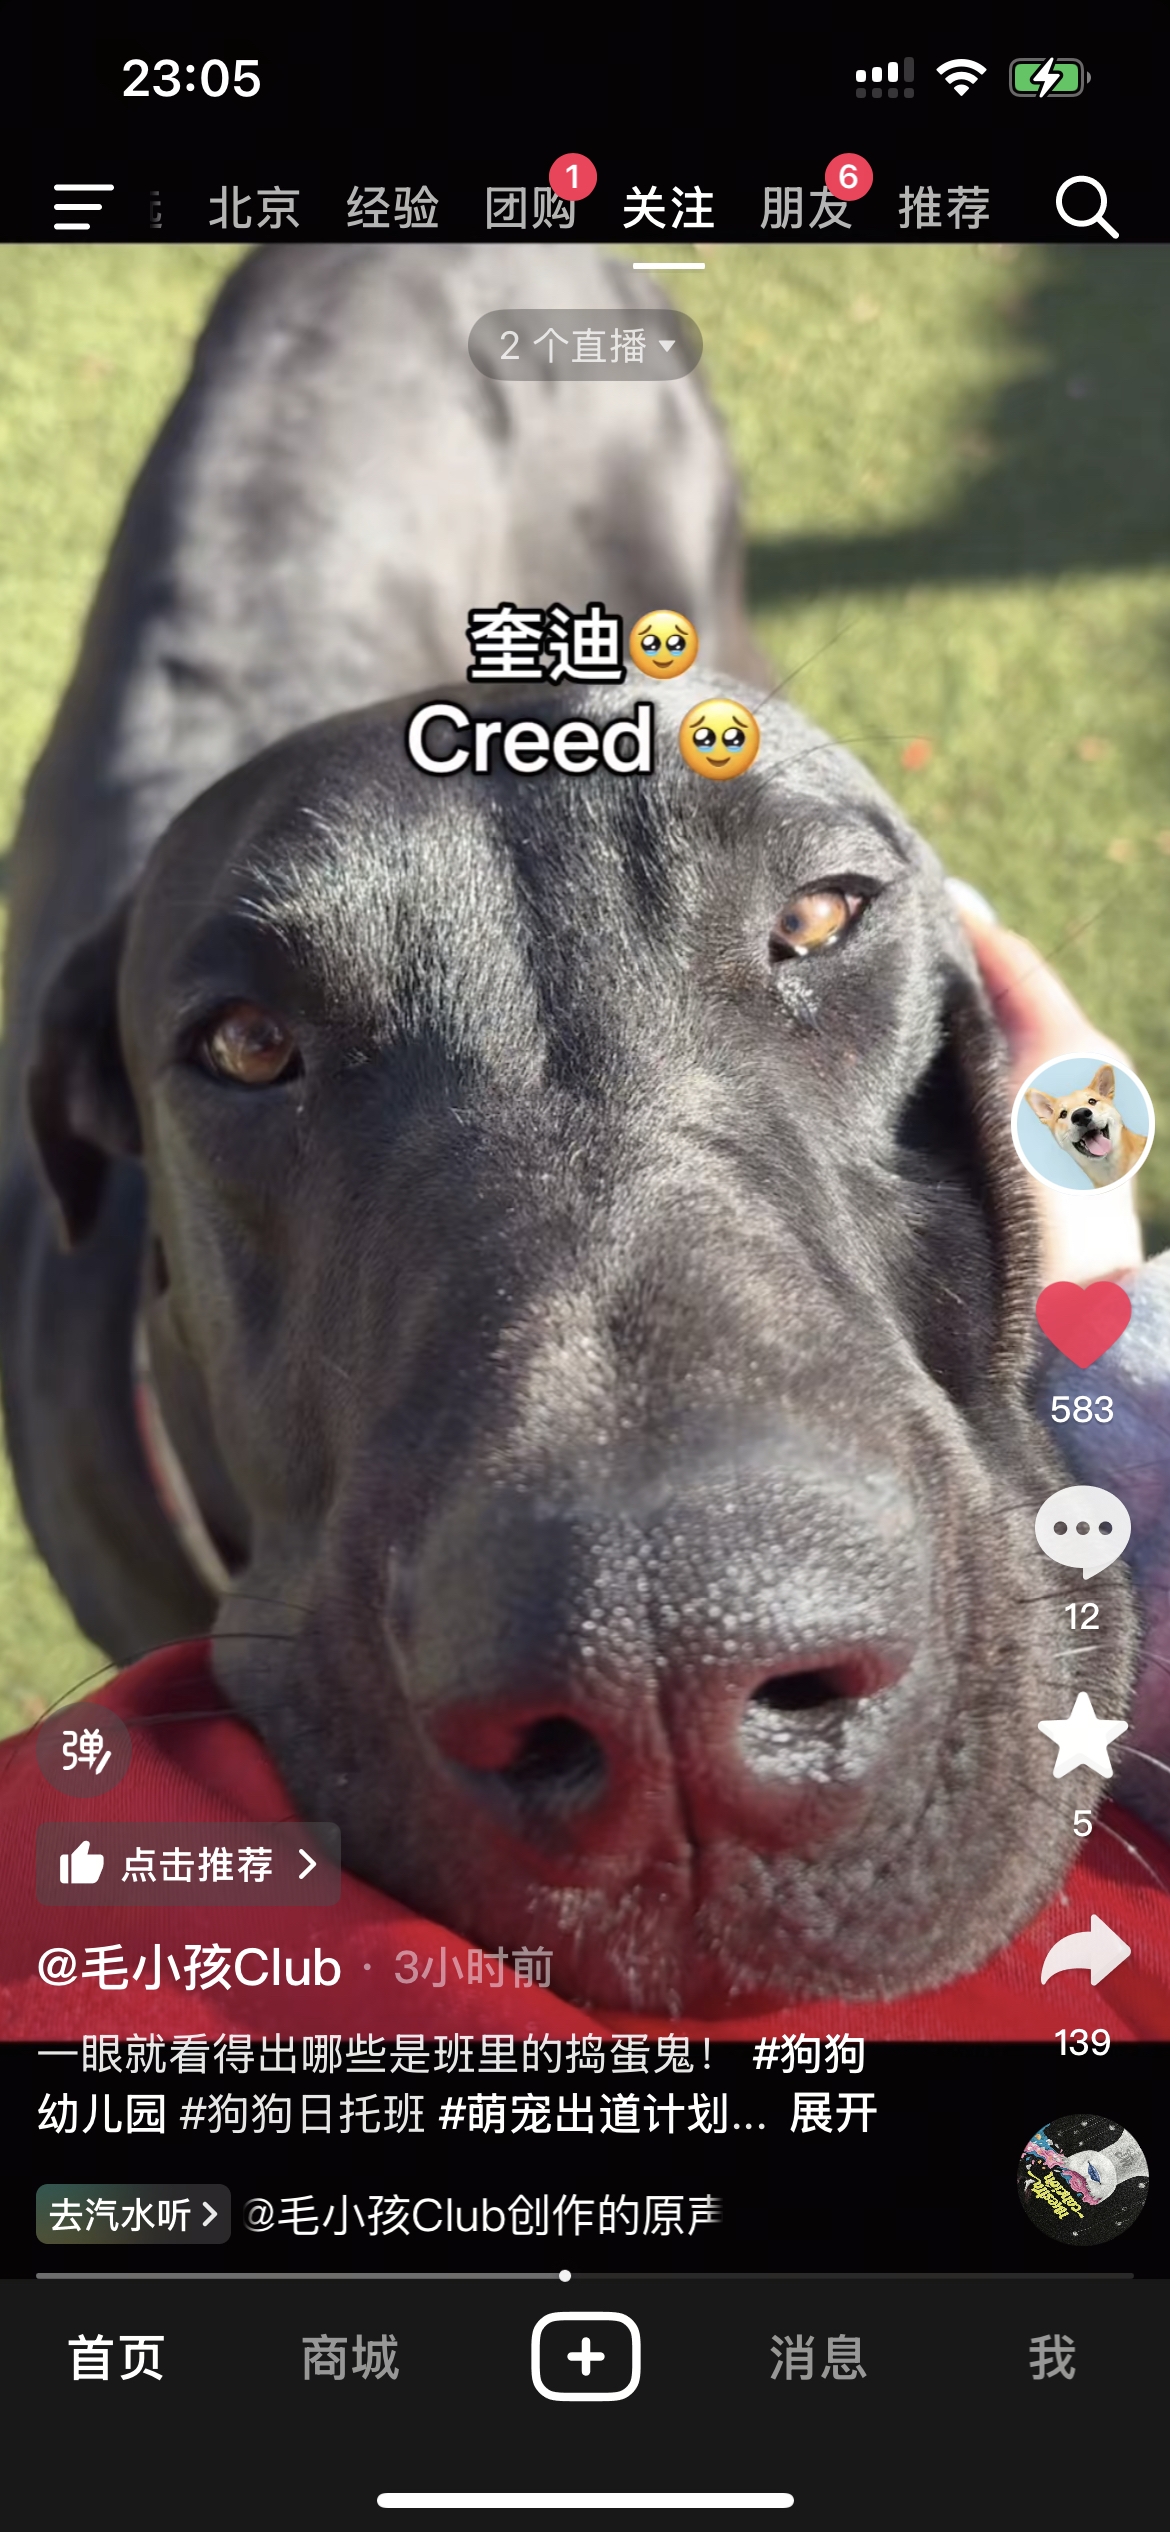 23:05
北京 经验 团购 1 关注 朋友 6 推荐
2 个直播
奎迪🥹
Creed 🥹
583
12
弹
5
点击推荐
@毛小孩Club · 3小时前
139
一眼就看得出哪些是班里的捣蛋鬼！ #狗狗
幼儿园 #狗狗日托班 #萌宠出道计划... 展开
去汽水听 @毛小孩Club创作的原声
首页 商城 消息 我